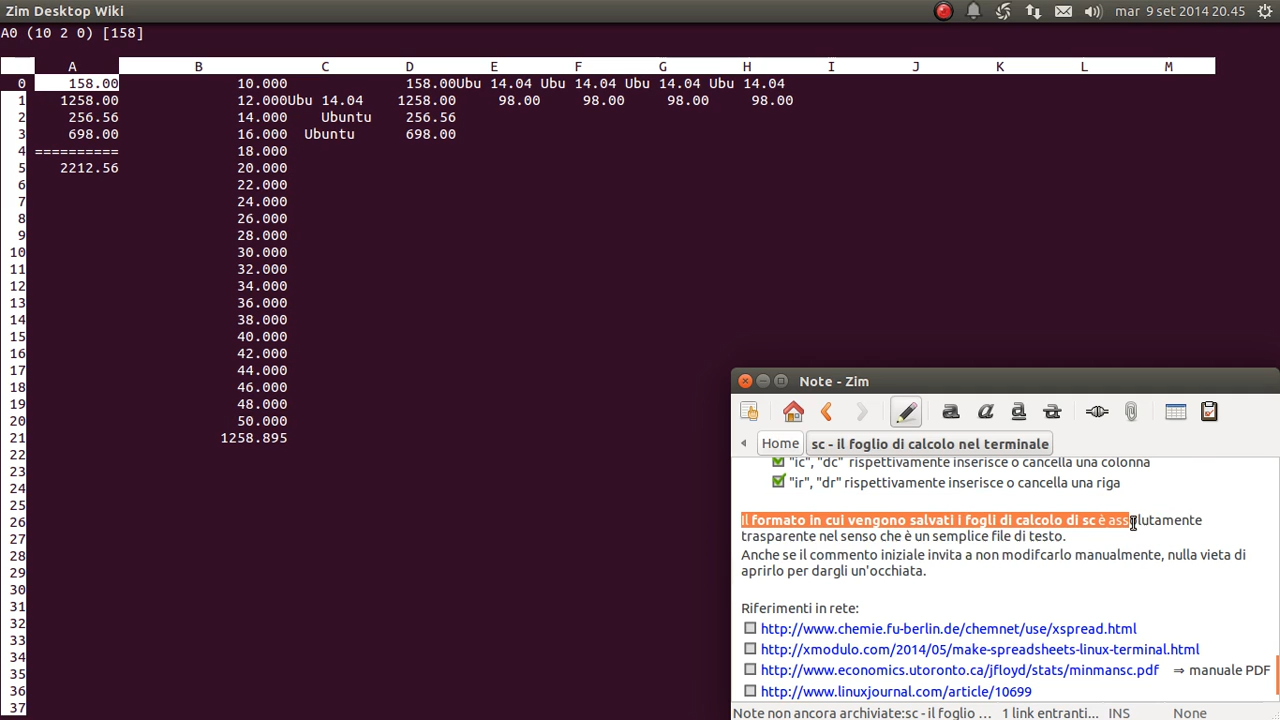 Zim Desktop Wiki
mar 9 set 2014 20.45
A0 (10 2 0) [158]
A B C D E F G H I J K L M
0 158.00 10.000 158.00Ubu 14.04 Ubu 14.04 Ubu 14.04 Ubu 14.04
1 1258.00 12.000Ubu 14.04 1258.00 98.00 98.00 98.00 98.00
2 256.56 14.000 Ubuntu 256.56
3 698.00 16.000 Ubuntu 698.00
4 ========== 18.000
5 2212.56 20.000
6 22.000
7 24.000
8 26.000
9 28.000
10 30.000
11 32.000
12 34.000
13 36.000
14 38.000
15 40.000
16 42.000
17 44.000
18 46.000
19 48.000
20 50.000
21 1258.895
22
23
24
25
26
27
28
29
30
31
32
33
34
35
36
37
Note - Zim
Home sc - il foglio di calcolo nel terminale
"ic", "dc" rispettivamente inserisce o cancella una colonna
"ir", "dr" rispettivamente inserisce o cancella una riga
Il formato in cui vengono salvati i fogli di calcolo di sc è assolutamente
trasparente nel senso che è un semplice file di testo.
Anche se il commento iniziale invita a non modifcarlo manualmente, nulla vieta di
aprirlo per dargli un'occhiata.
Riferimenti in rete:
http://www.chemie.fu-berlin.de/chemnet/use/xspread.html
http://xmodulo.com/2014/05/make-spreadsheets-linux-terminal.html
http://www.economics.utoronto.ca/jfloyd/stats/minmansc.pdf ⇒ manuale PDF
http://www.linuxjournal.com/article/10699
Note non ancora archiviate:sc - il foglio ... 1 link entranti... INS None